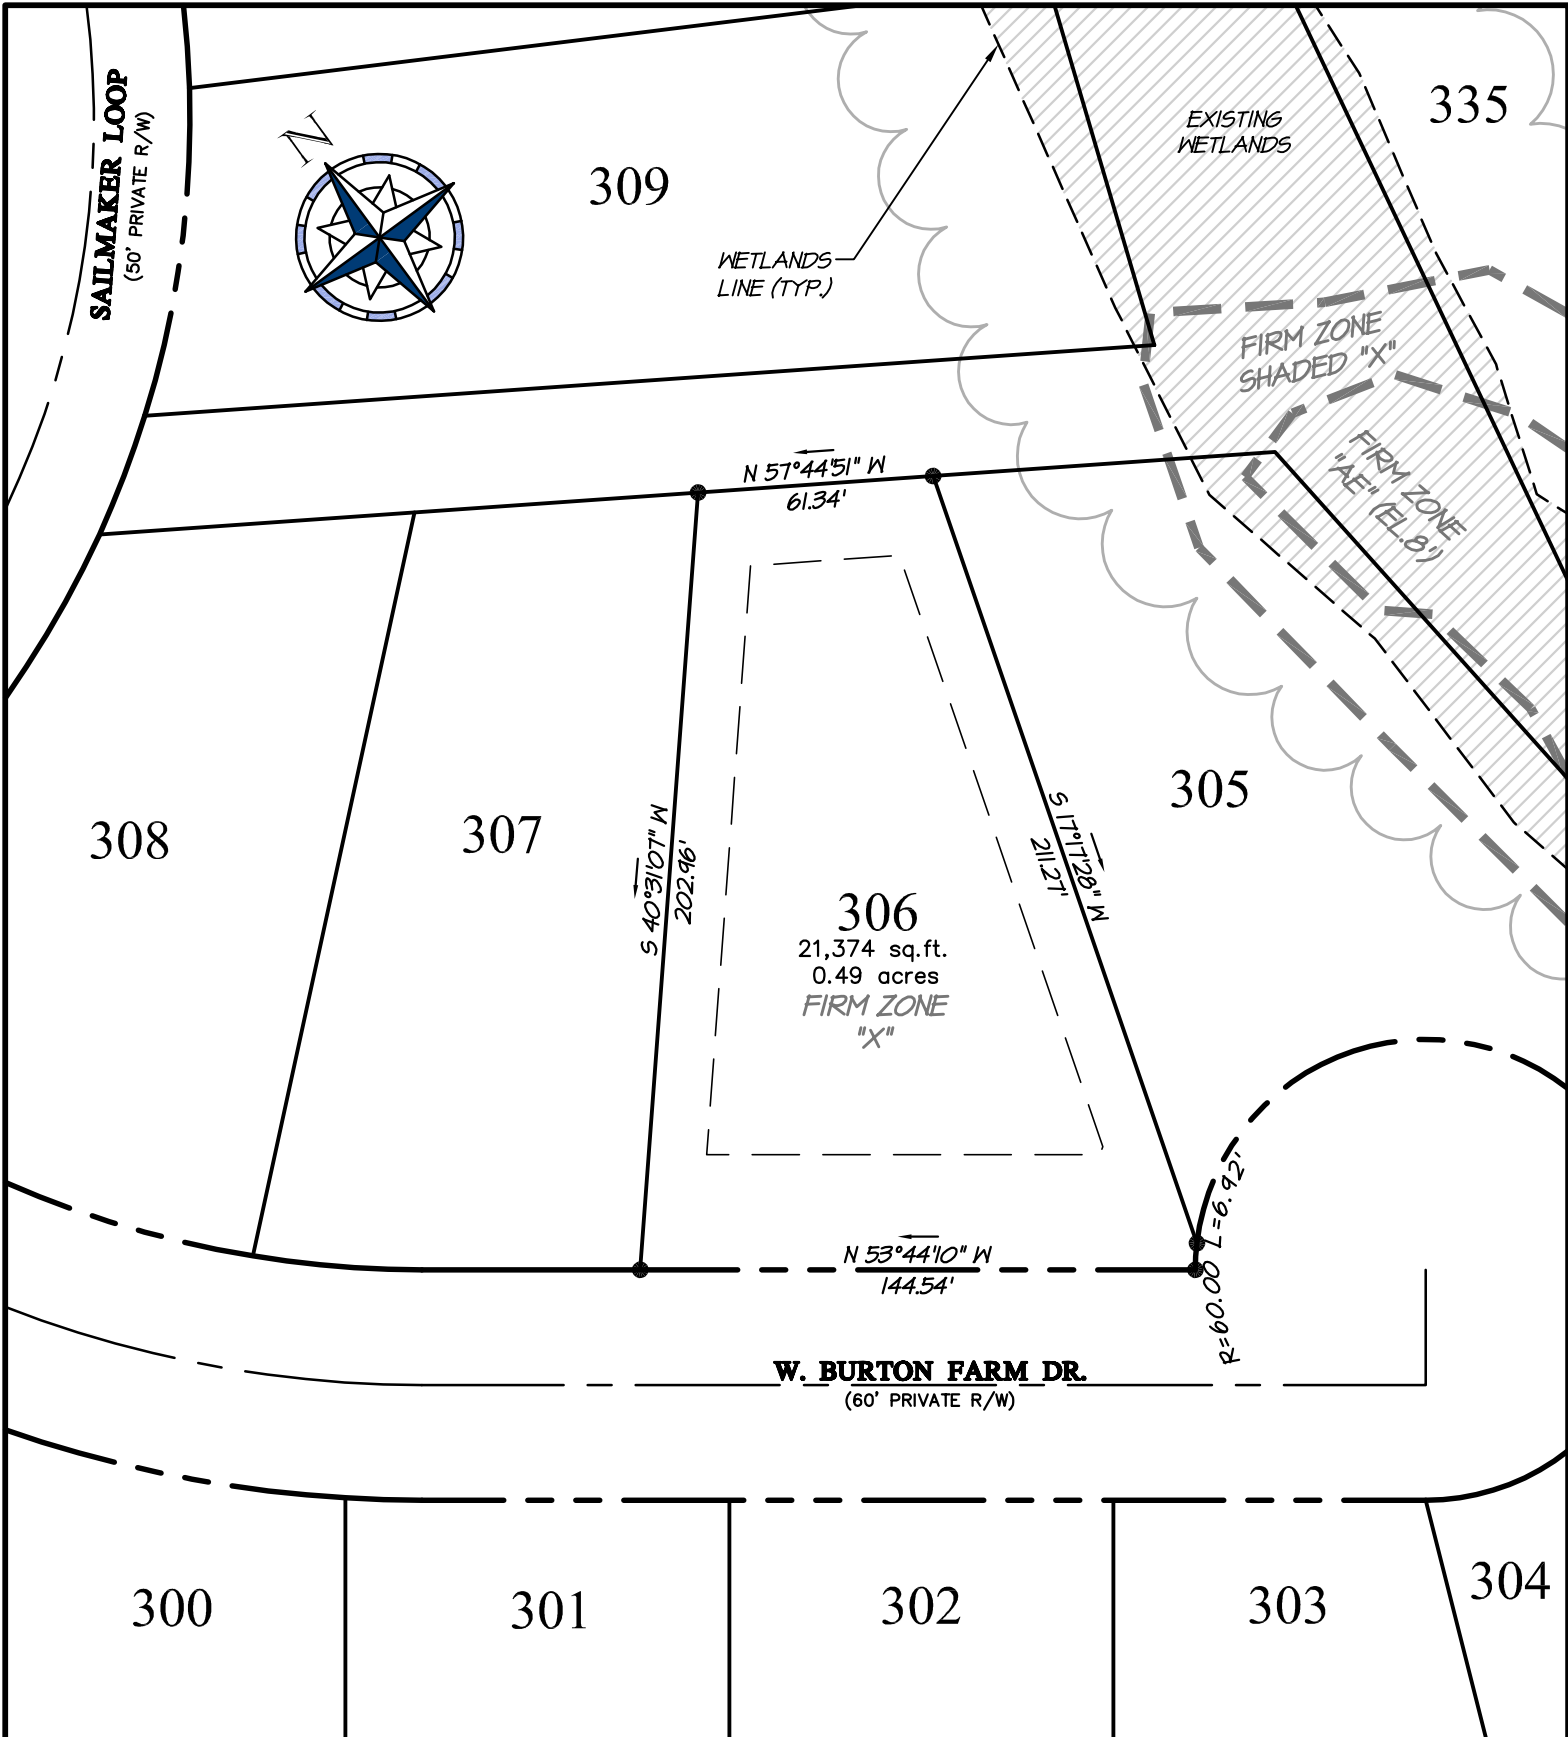 SAILMAKER LOOP
(50' PRIVATE R/W)
N
309
335
EXISTING
WETLANDS
WETLANDS
LINE (TYP.)
FIRM ZONE
SHADED "X"
FIRM ZONE
"AE" (EL.8')
N 57°44'51" W
61.34'
308
307
S 40°31'07" W
202.96'
S 17°17'28" W
211.27'
305
306
21,374 sq.ft.
0.49 acres
FIRM ZONE
"X"
N 53°44'10" W
144.54'
R=60.00 L=6.92'
W. BURTON FARM DR.
(60' PRIVATE R/W)
300
301
302
303
304